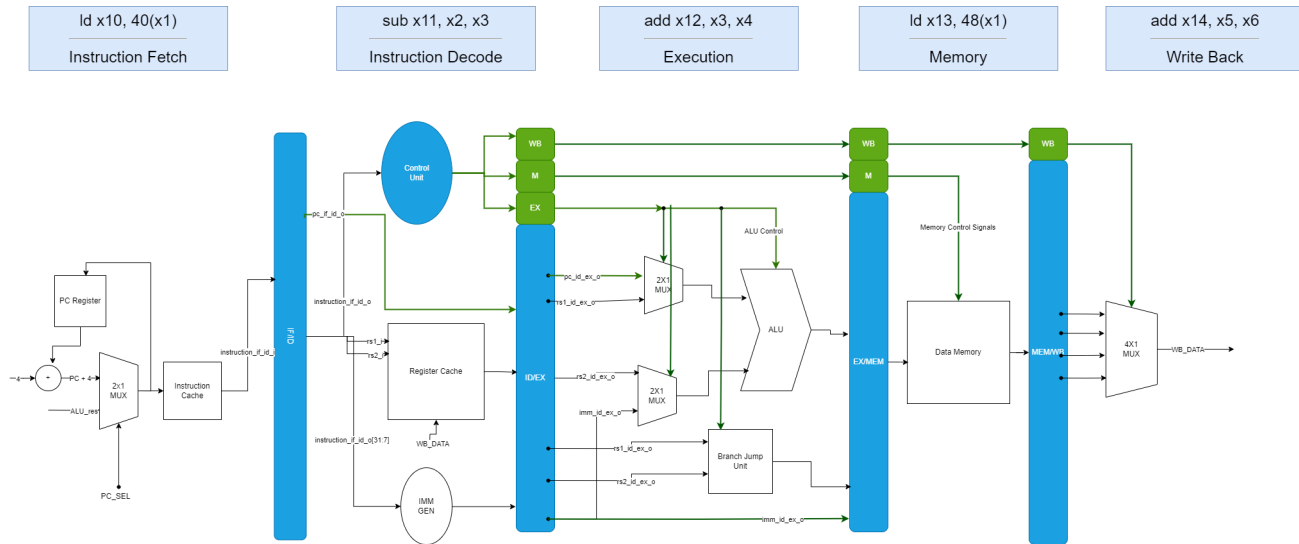 ld x10, 40(x1)
Instruction Fetch
sub x11, x2, x3
Instruction Decode
add x12, x3, x4
Execution
ld x13, 48(x1)
Memory
add x14, x5, x6
Write Back
WB
M
EX
WB
M
WB
Control
Unit
pc_if_id_o
ALU Control
Memory Control Signals
PC Register
instruction_if_id_o
pc_id_ex_o
rs1_id_ex_o
2X1
MUX
ALU
IF/ID
4
+
PC + 4
ALU_res
2x1
MUX
Instruction
Cache
instruction_if_id_i
rs1_i
rs2_i
Register Cache
ID/EX
rs2_id_ex_o
2X1
MUX
imm_id_ex_o
EX/MEM
Data Memory
MEM/WB
4X1
MUX
WB_DATA
WB_DATA
instruction_if_id_o[31:7]
rs1_id_ex_o
rs2_id_ex_o
Branch Jump
Unit
PC_SEL
IMM
GEN
imm_id_ex_o